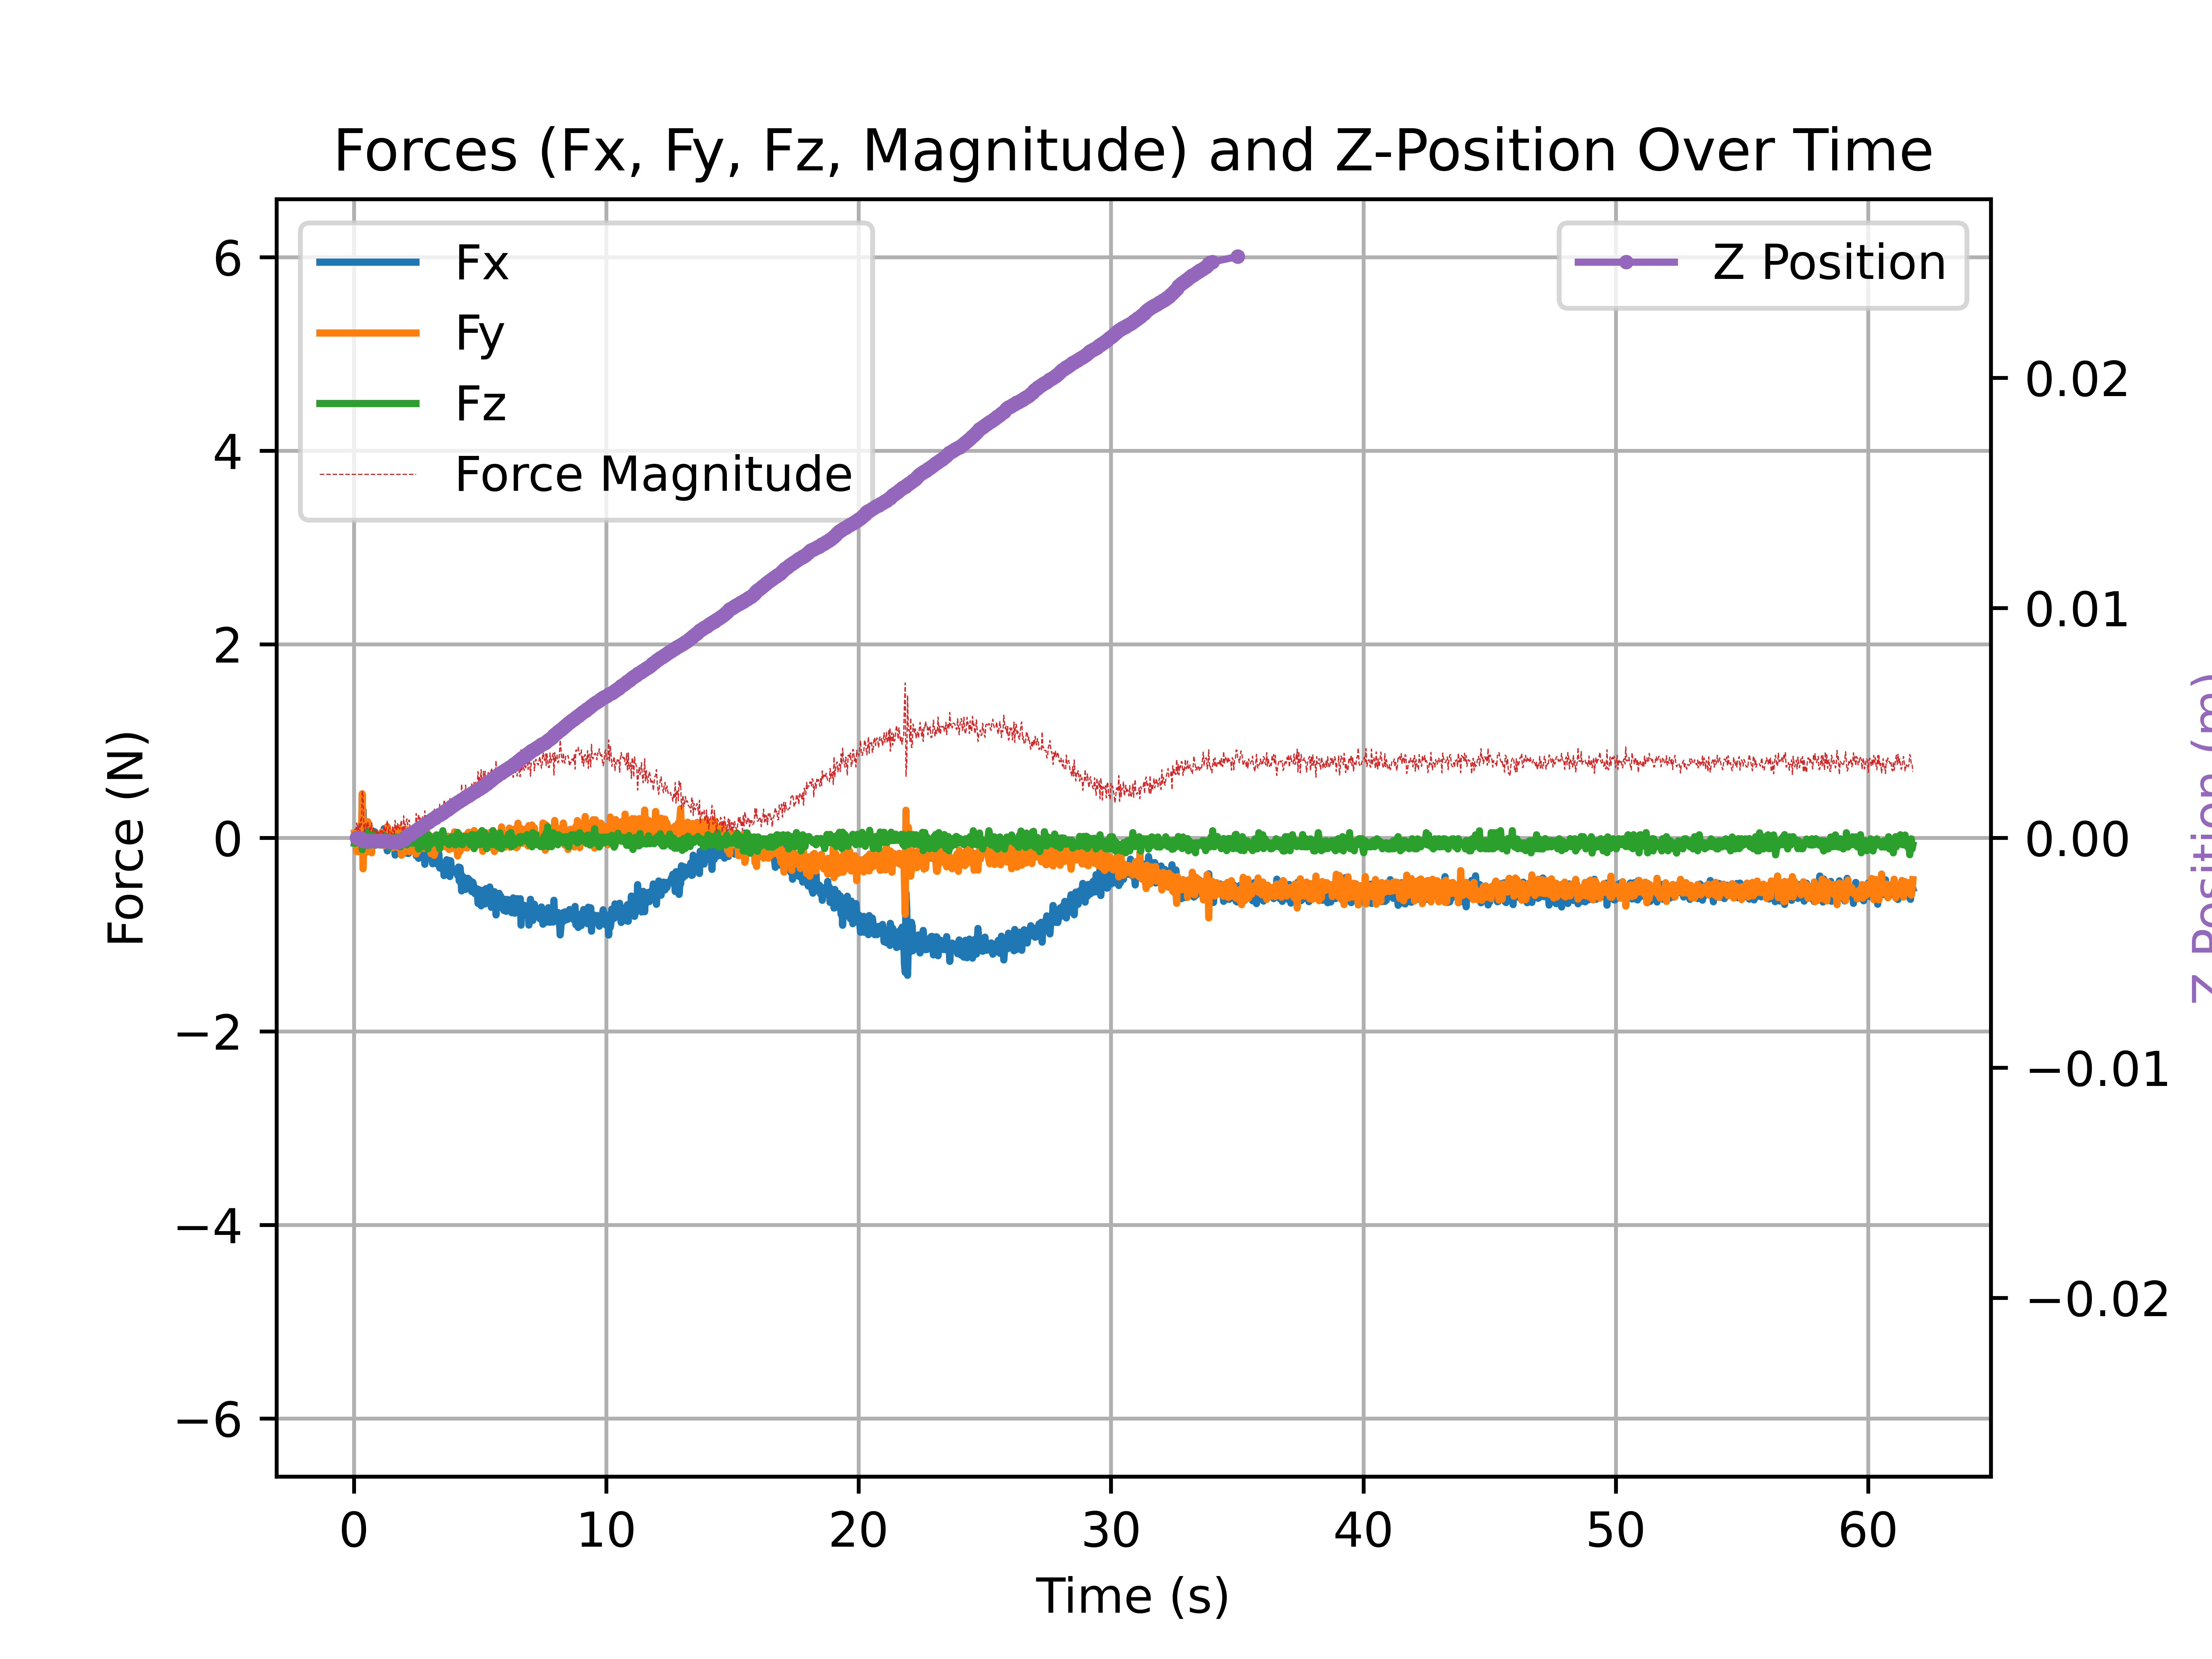 Forces (Fx, Fy, Fz, Magnitude) and Z-Position Over Time
Fx
Fy
Fz
Force Magnitude
Z Position
6
4
2
0
−2
−4
−6
Force (N)
0.02
0.01
0.00
−0.01
−0.02
Z Position (m)
0 10 20 30 40 50 60
Time (s)